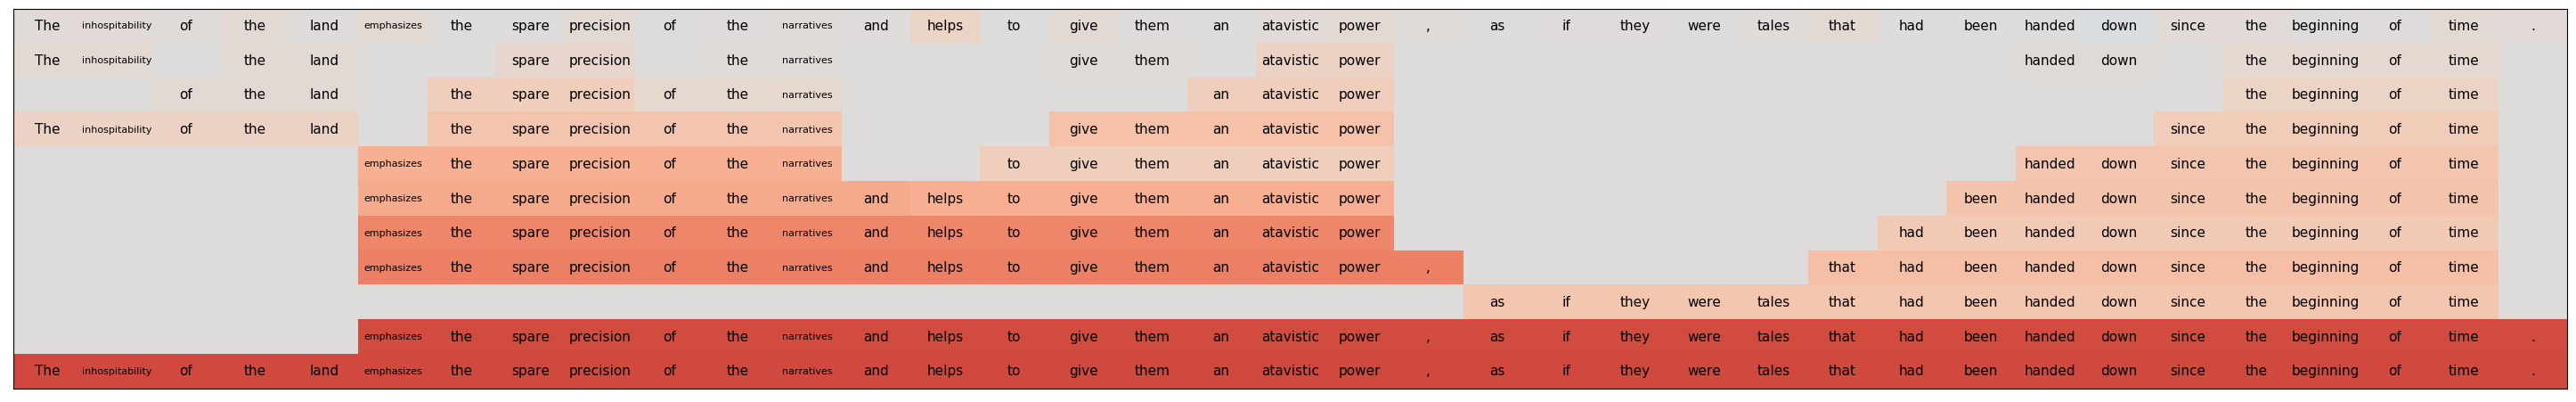 The inhospitability of the land emphasizes the spare precision of the narratives and helps to give them an atavistic power , as if they were tales that had been handed down since the beginning of time .
The inhospitability the land spare precision the narratives give them atavistic power handed down the beginning of time
of the land the spare precision of the narratives an atavistic power the beginning of time
The inhospitability of the land the spare precision of the narratives give them an atavistic power since the beginning of time
emphasizes the spare precision of the narratives to give them an atavistic power handed down since the beginning of time
emphasizes the spare precision of the narratives and helps to give them an atavistic power been handed down since the beginning of time
emphasizes the spare precision of the narratives and helps to give them an atavistic power had been handed down since the beginning of time
emphasizes the spare precision of the narratives and helps to give them an atavistic power , that had been handed down since the beginning of time
as if they were tales that had been handed down since the beginning of time
emphasizes the spare precision of the narratives and helps to give them an atavistic power , as if they were tales that had been handed down since the beginning of time .
The inhospitability of the land emphasizes the spare precision of the narratives and helps to give them an atavistic power , as if they were tales that had been handed down since the beginning of time .